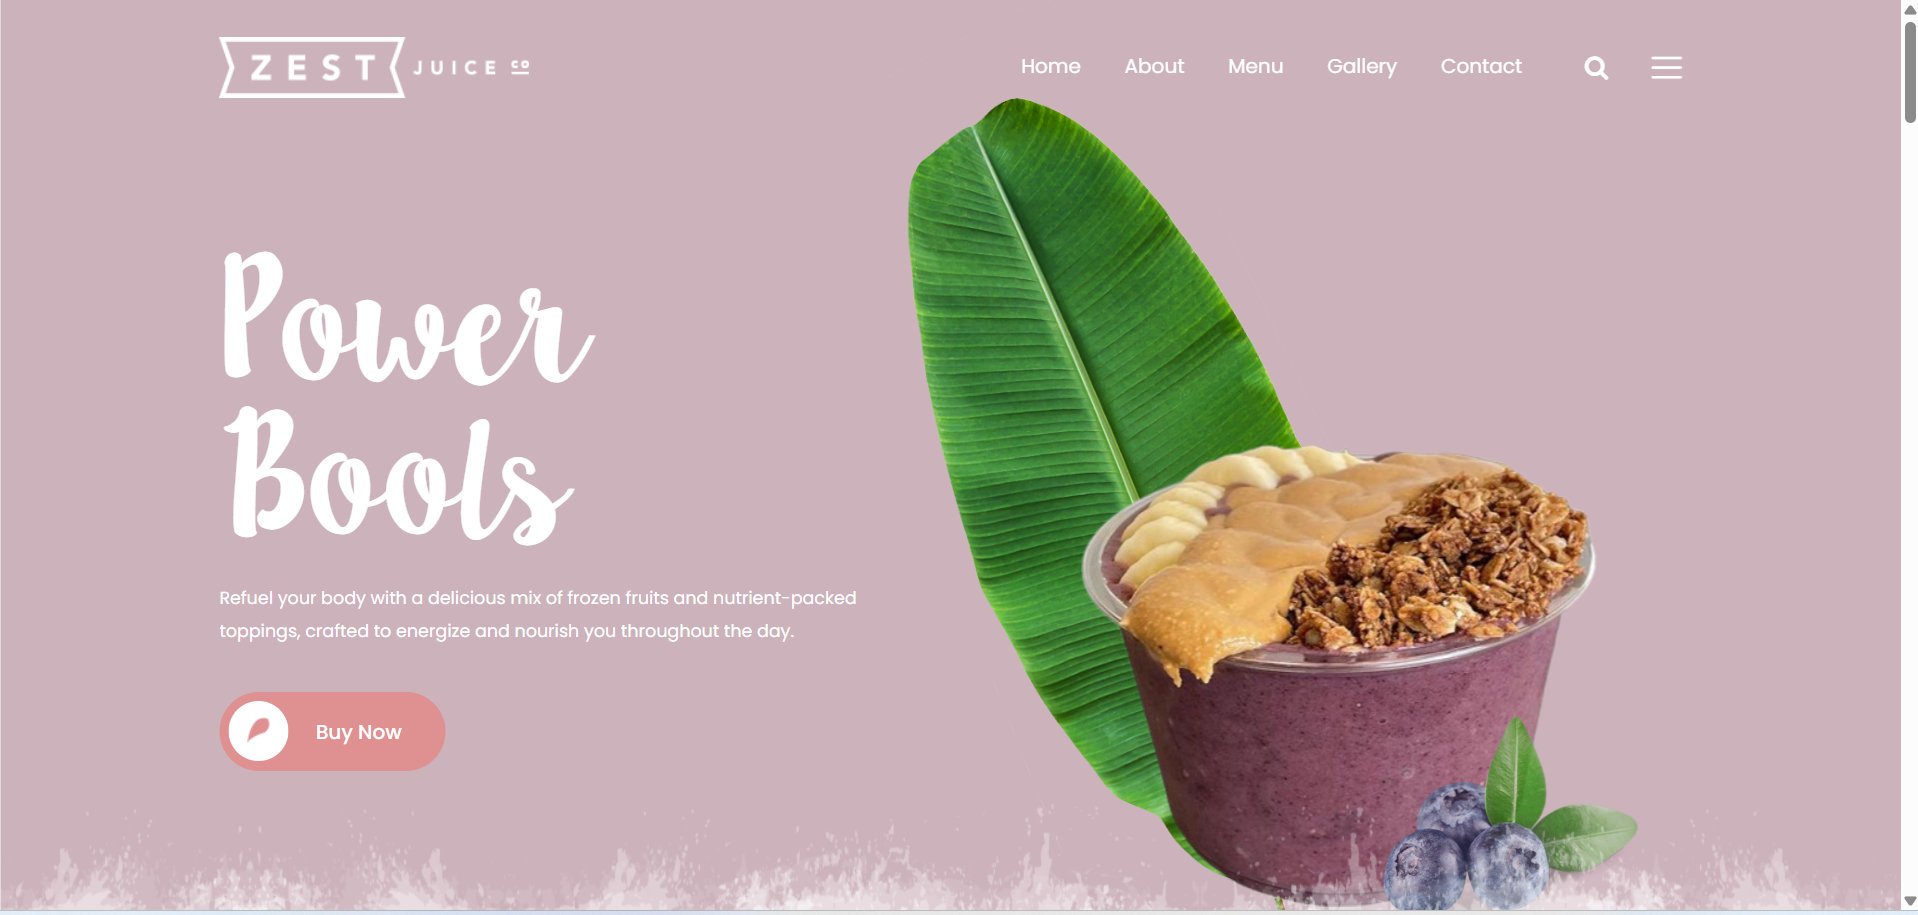 ZEST JUICE CO
Home About Menu Gallery Contact
Power
Bools
Refuel your body with a delicious mix of frozen fruits and nutrient-packed
toppings, crafted to energize and nourish you throughout the day.
Buy Now